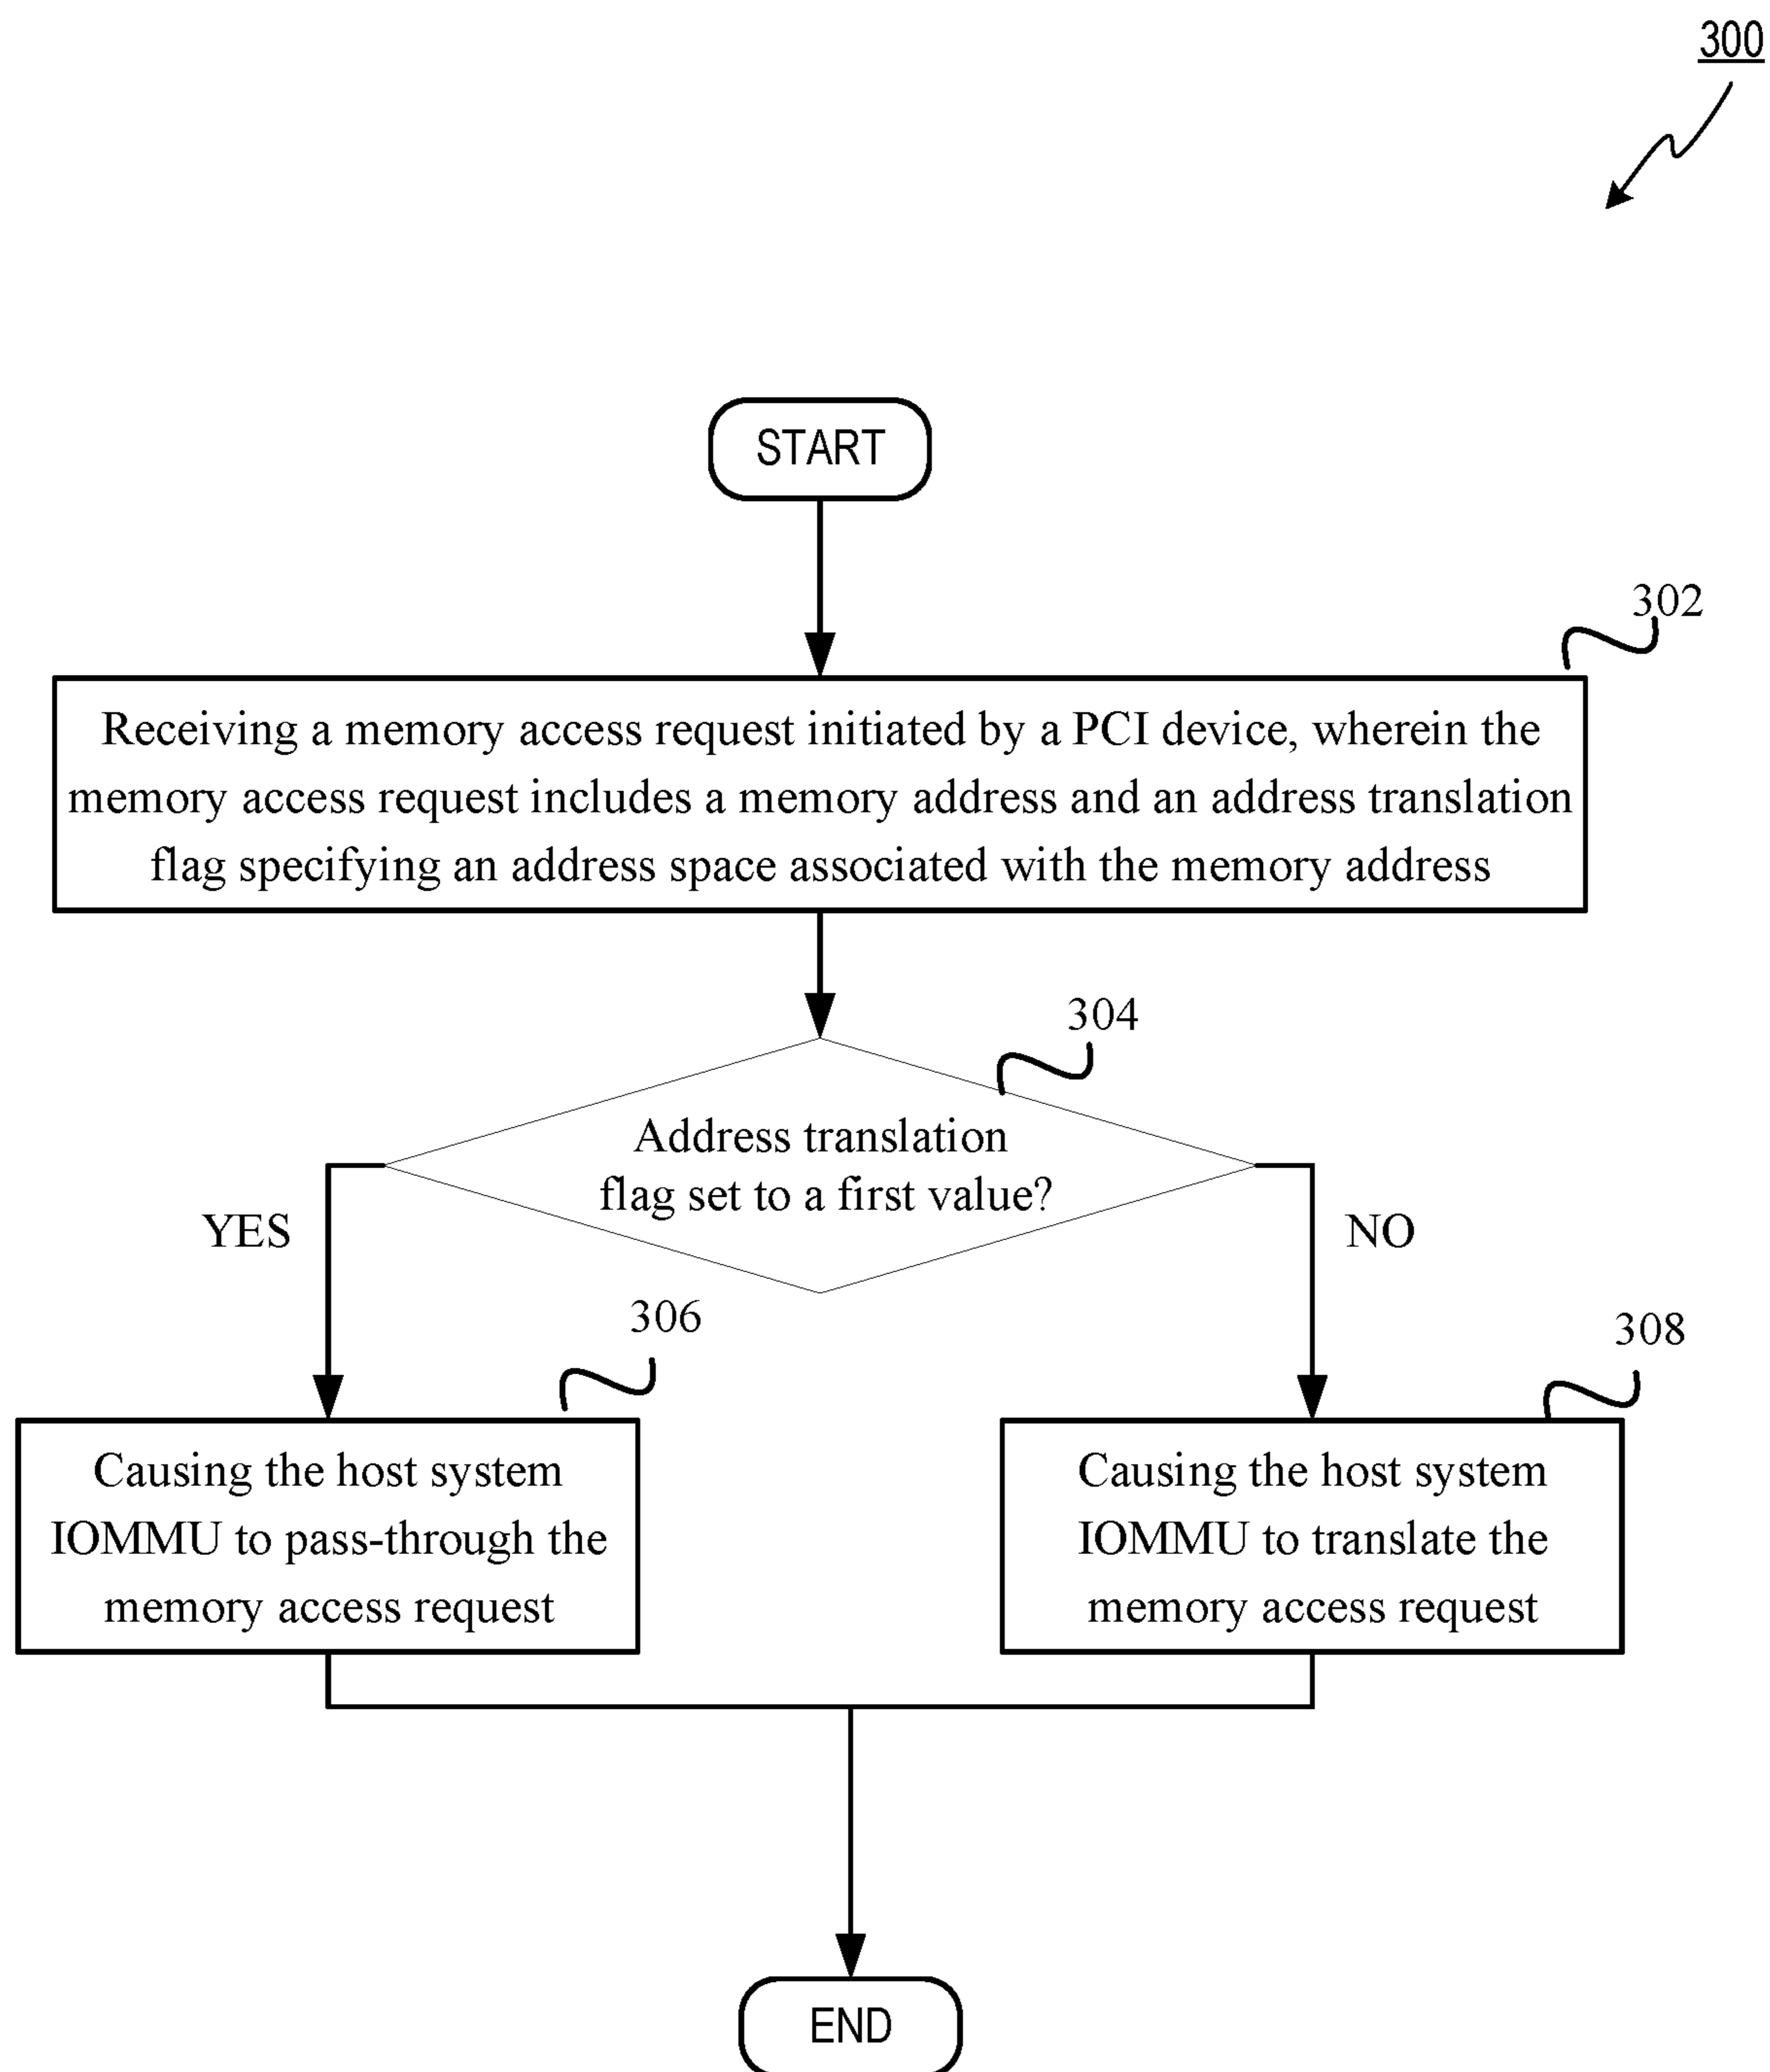 300
START
302
Receiving a memory access request initiated by a PCI device, wherein the
memory access request includes a memory address and an address translation
flag specifying an address space associated with the memory address
304
Address translation
flag set to a first value?
YES
NO
306
308
Causing the host system
IOMMU to pass-through the
memory access request
Causing the host system
IOMMU to translate the
memory access request
END